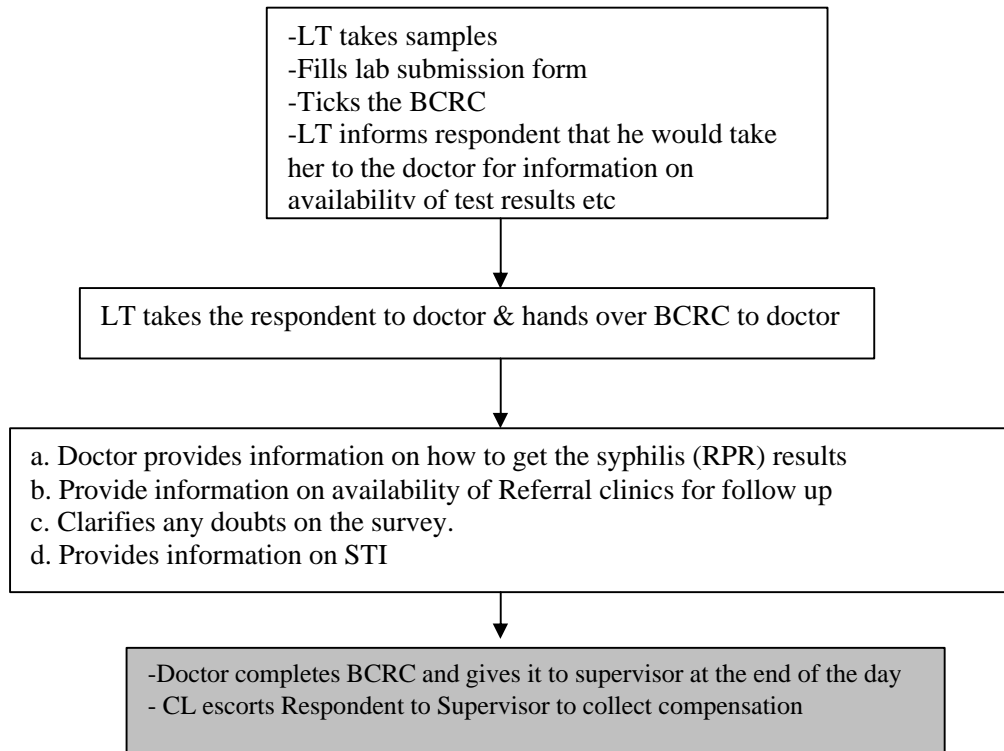 -LT takes samples
-Fills lab submission form
-Ticks the BCRC
-LT informs respondent that he would take
her to the doctor for information on
availability of test results etc
LT takes the respondent to doctor & hands over BCRC to doctor
a. Doctor provides information on how to get the syphilis (RPR) results
b. Provide information on availability of Referral clinics for follow up
c. Clarifies any doubts on the survey.
d. Provides information on STI
-Doctor completes BCRC and gives it to supervisor at the end of the day
- CL escorts Respondent to Supervisor to collect compensation